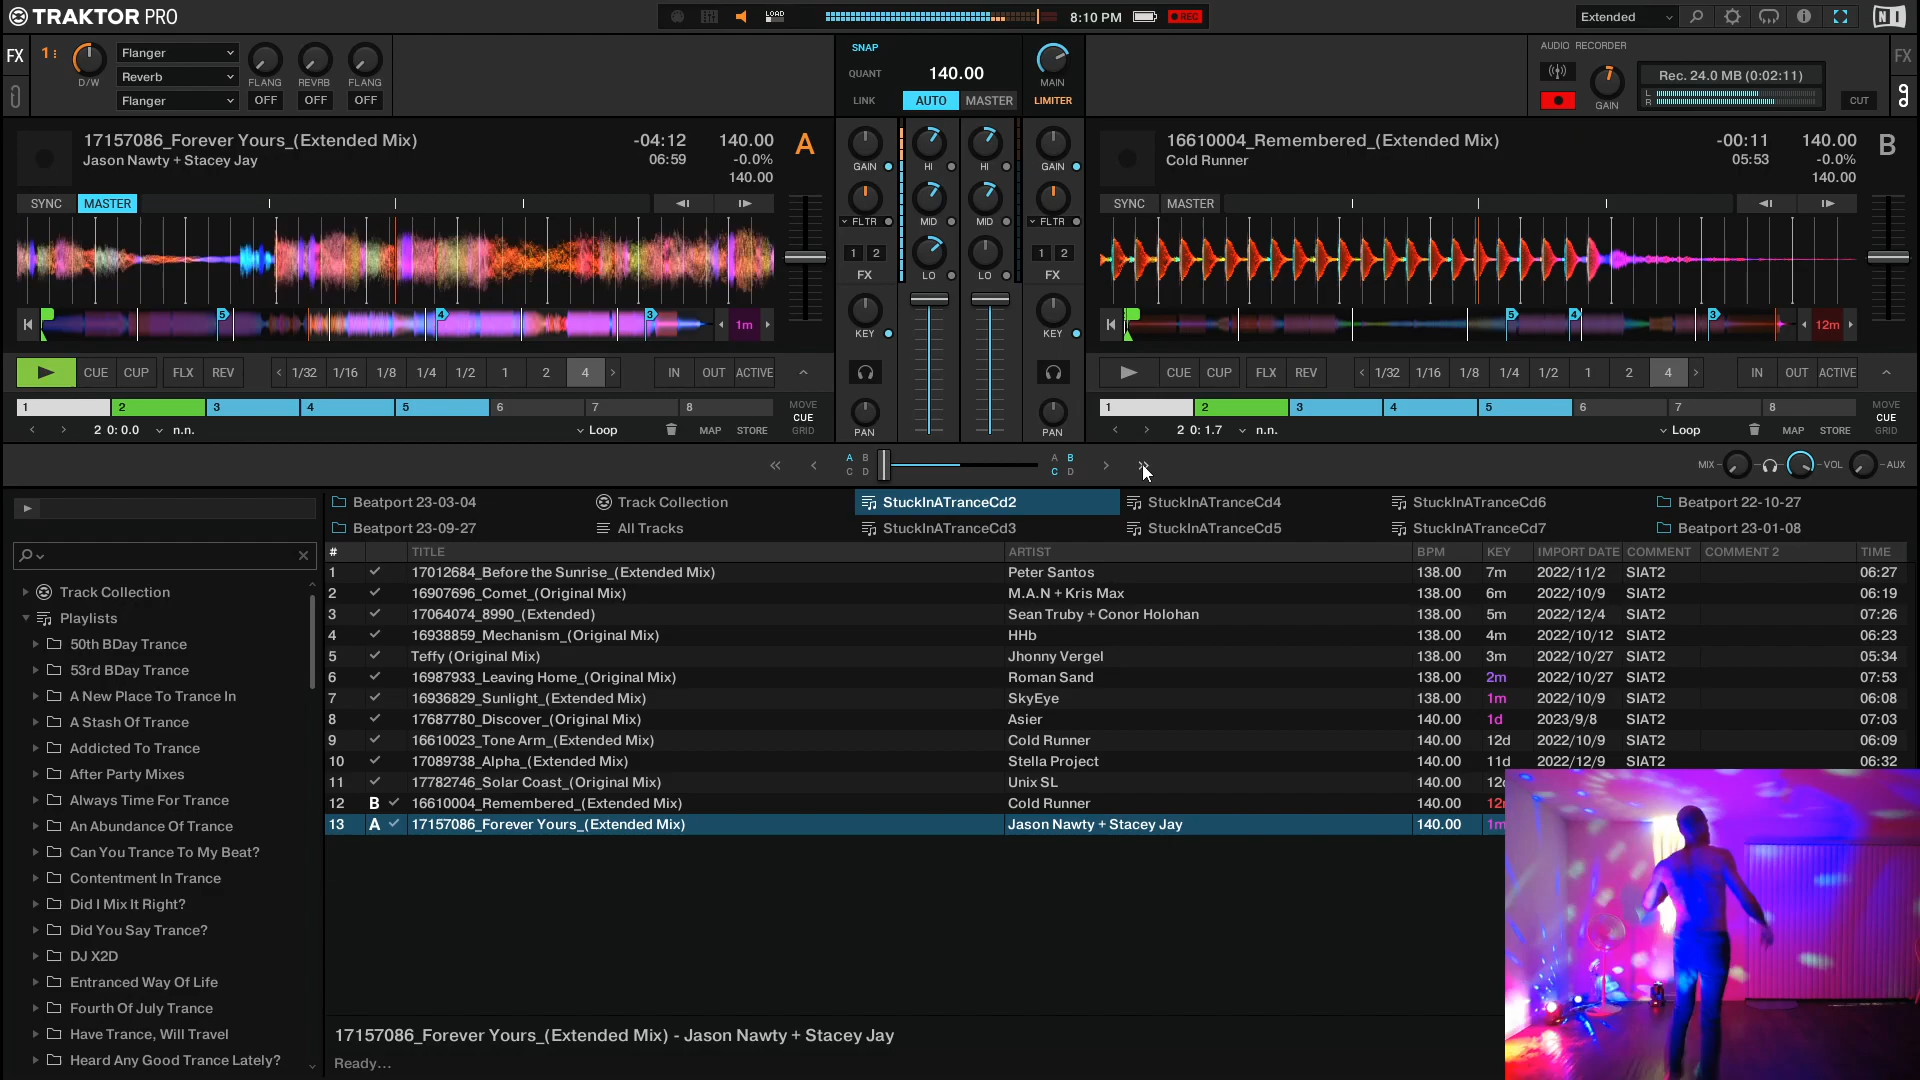 TRAKTOR PRO
LOAD
8:10 PM
REC
Extended
FX
1
D/W
Flanger
Reverb
Flanger
FLANG
REVRB
FLANG
OFF
OFF
OFF
SNAP
QUANT
LINK
140.00
AUTO
MASTER
MAIN
LIMITER
AUDIO RECORDER
GAIN
Rec. 24.0 MB (0:02:11)
L
R
CUT
FX
17157086_Forever Yours_(Extended Mix)
Jason Nawty + Stacey Jay
-04:12
06:59
140.00
-0.0%
140.00
A
SYNC
MASTER
5
4
3
1m
CUE
CUP
FLX
REV
1/32
1/16
1/8
1/4
1/2
1
2
4
IN
OUT
ACTIVE
1
2
3
4
5
6
7
8
MOVE
CUE
GRID
2 0: 0.0
n.n.
Loop
MAP
STORE
GAIN
HI
HI
GAIN
FLTR
MID
MID
FLTR
1
2
1
2
FX
LO
LO
FX
KEY
KEY
PAN
PAN
16610004_Remembered_(Extended Mix)
Cold Runner
-00:11
05:53
140.00
-0.0%
140.00
B
SYNC
MASTER
5
4
3
12m
CUE
CUP
FLX
REV
1/32
1/16
1/8
1/4
1/2
1
2
4
IN
OUT
ACTIVE
1
2
3
4
5
6
7
8
MOVE
CUE
GRID
2 0: 1.7
n.n.
Loop
MAP
STORE
A B
C D
A B
C D
MIX
VOL
AUX
Beatport 23-03-04
Track Collection
StuckInATranceCd2
StuckInATranceCd4
StuckInATranceCd6
Beatport 22-10-27
Beatport 23-09-27
All Tracks
StuckInATranceCd3
StuckInATranceCd5
StuckInATranceCd7
Beatport 23-01-08
Track Collection
Playlists
50th BDay Trance
53rd BDay Trance
A New Place To Trance In
A Stash Of Trance
Addicted To Trance
After Party Mixes
Always Time For Trance
An Abundance Of Trance
Can You Trance To My Beat?
Contentment In Trance
Did I Mix It Right?
Did You Say Trance?
DJ X2D
Entranced Way Of Life
Fourth Of July Trance
Have Trance, Will Travel
Heard Any Good Trance Lately?
# TITLE ARTIST BPM KEY IMPORT DATE COMMENT COMMENT 2 TIME
1 17012684_Before the Sunrise_(Extended Mix) Peter Santos 138.00 7m 2022/11/2 SIAT2 06:27
2 16907696_Comet_(Original Mix) M.A.N + Kris Max 138.00 6m 2022/10/9 SIAT2 06:19
3 17064074_8990_(Extended) Sean Truby + Conor Holohan 138.00 5m 2022/12/4 SIAT2 07:26
4 16938859_Mechanism_(Original Mix) HHb 138.00 4m 2022/10/12 SIAT2 06:23
5 Teffy (Original Mix) Jhonny Vergel 138.00 3m 2022/10/27 SIAT2 05:34
6 16987933_Leaving Home_(Original Mix) Roman Sand 138.00 2m 2022/10/27 SIAT2 07:53
7 16936829_Sunlight_(Extended Mix) SkyEye 138.00 1m 2022/10/9 SIAT2 06:08
8 17687780_Discover_(Original Mix) Asier 140.00 1d 2023/9/8 SIAT2 07:03
9 16610023_Tone Arm_(Extended Mix) Cold Runner 140.00 12d 2022/10/9 SIAT2 06:09
10 17089738_Alpha_(Extended Mix) Stella Project 140.00 11d 2022/12/9 SIAT2 06:32
11 17782746_Solar Coast_(Original Mix) Unix SL 140.00
12 B 16610004_Remembered_(Extended Mix) Cold Runner 140.00
13 A 17157086_Forever Yours_(Extended Mix) Jason Nawty + Stacey Jay 140.00
17157086_Forever Yours_(Extended Mix) - Jason Nawty + Stacey Jay
Ready...